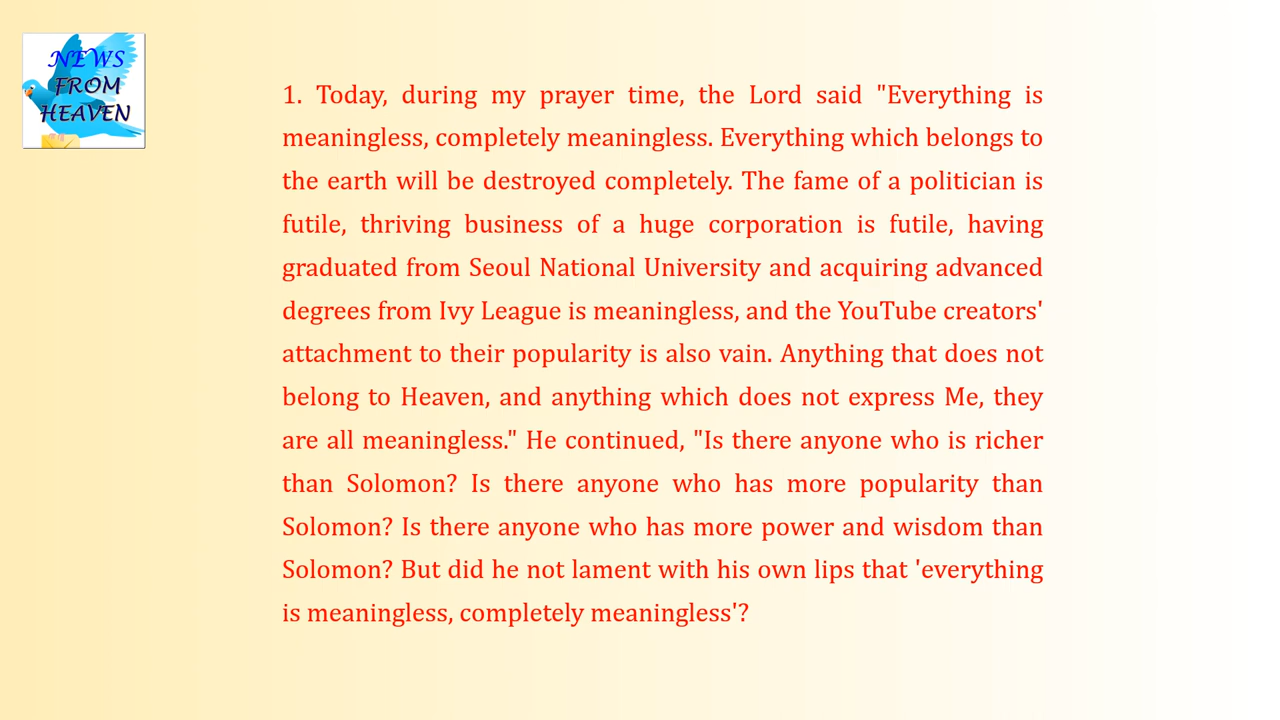 NEWS
FROM
HEAVEN
1. Today, during my prayer time, the Lord said "Everything is
meaningless, completely meaningless. Everything which belongs to
the earth will be destroyed completely. The fame of a politician is
futile, thriving business of a huge corporation is futile, having
graduated from Seoul National University and acquiring advanced
degrees from Ivy League is meaningless, and the YouTube creators'
attachment to their popularity is also vain. Anything that does not
belong to Heaven, and anything which does not express Me, they
are all meaningless." He continued, "Is there anyone who is richer
than Solomon? Is there anyone who has more popularity than
Solomon? Is there anyone who has more power and wisdom than
Solomon? But did he not lament with his own lips that 'everything
is meaningless, completely meaningless'?